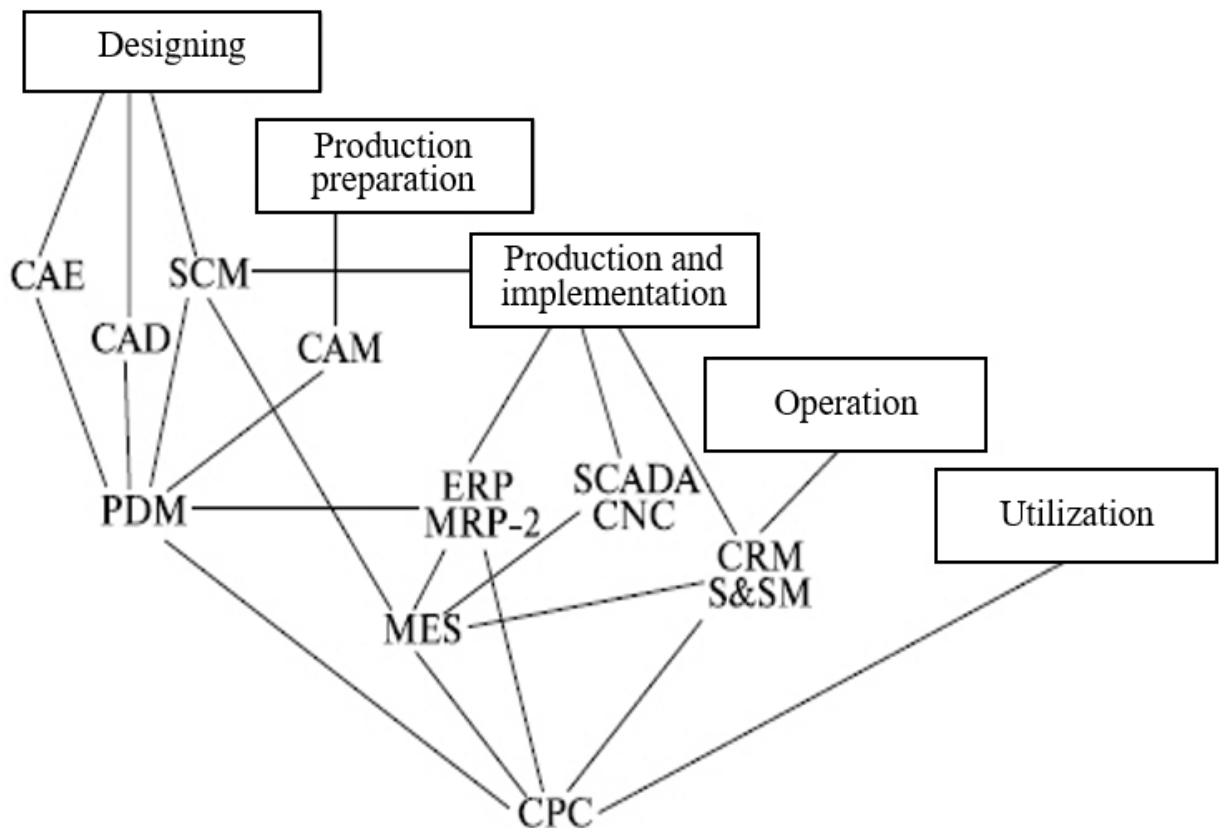 Designing
Production
preparation
Production and
implementation
CAE
SCM
CAD
CAM
Operation
ERP
MRP-2
SCADA
CNC
PDM
Utilization
CRM
S&SM
MES
CPC